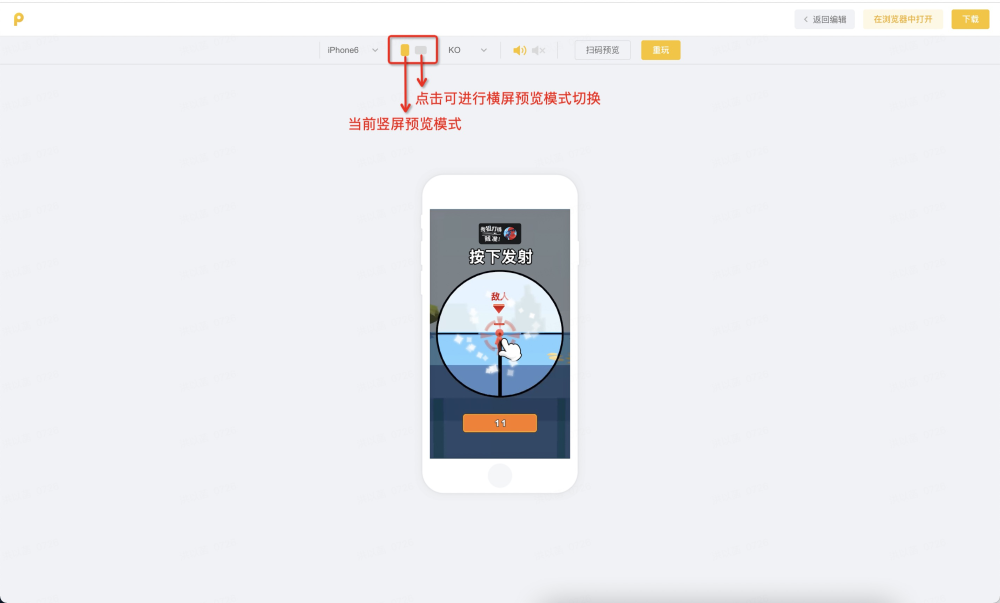 返回编辑
在浏览器中打开
下载
iPhone6
KO
扫码预览
重玩
点击可进行横屏预览模式切换
当前竖屏预览模式
按下发射
敌人
11